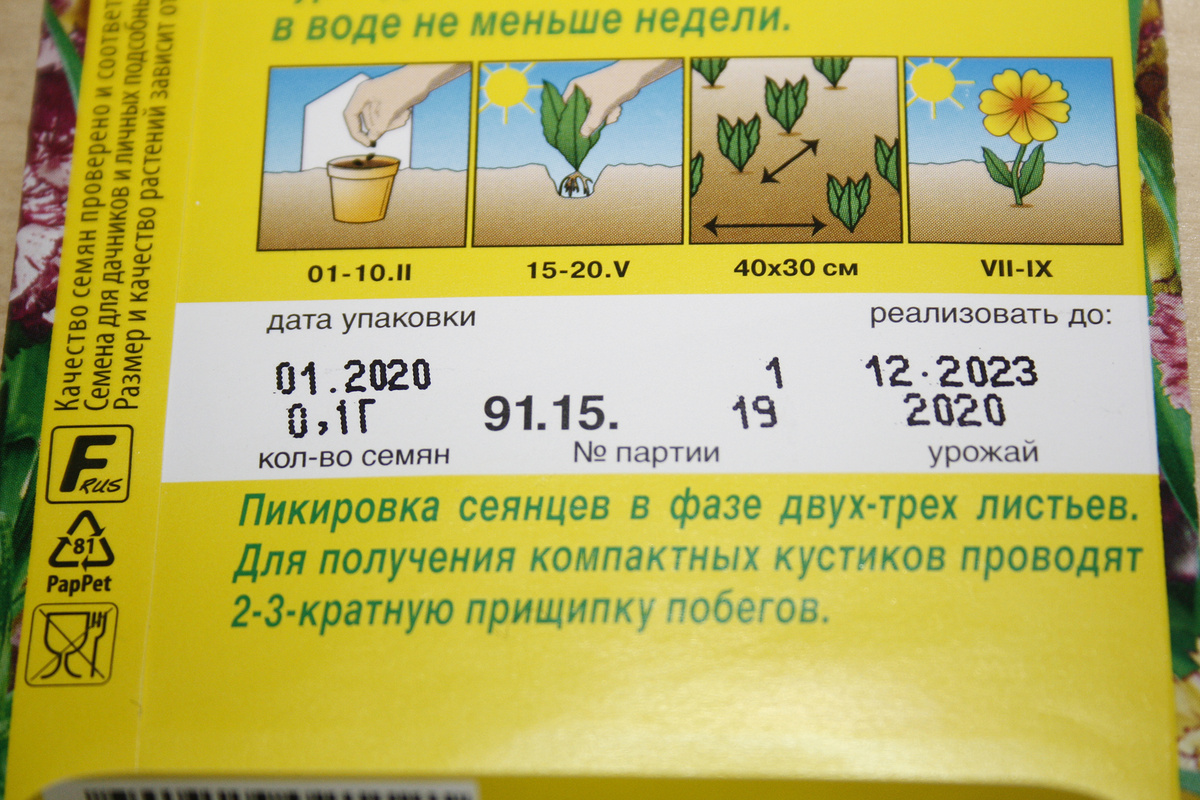 в воде не меньше недели.
01-10.II
15-20.V
40x30 см
VII-IX
дата упаковки
реализовать до:
01.2020
1
12.2023
0,1Г
91.15.
19
2020
кол-во семян
№ партии
урожай
Пикировка сеянцев в фазе двух-трех листьев.
Для получения компактных кустиков проводят
2-3-кратную прищипку побегов.
Качество семян проверено и соответ
Семена для дачников и личных подсобны
Размер и качество растений зависит от
F
RUS
81
PapPet